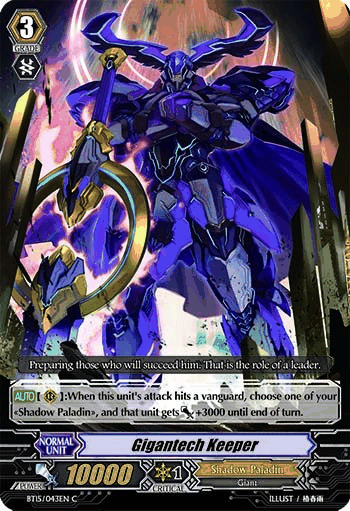 3
GRADE
Preparing those who will succeed him. That is the role of a leader.
AUTO [ ]:When this unit's attack hits a vanguard, choose one of your
«Shadow Paladin», and that unit gets +3000 until end of turn.
NORMAL
UNIT
Gigantech Keeper
POWER
10000
1
CRITICAL
Shadow Paladin
Giant
BT15/043EN C
ILLUST / 椿春雨